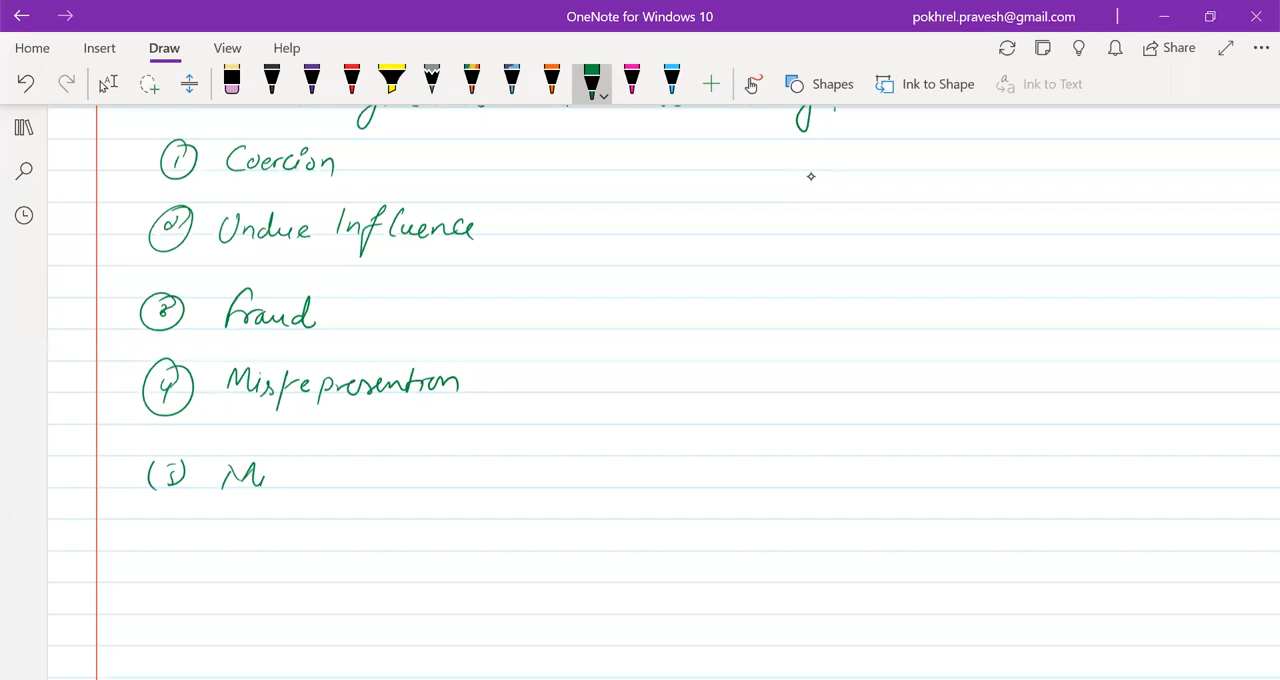 OneNote for Windows 10 pokhrel.pravesh@gmail.com
Home Insert Draw View Help Share
Shapes Ink to Shape Ink to Text
① Coercion
② Undue Influence
③ fraud
④ Misrepresention
(5) M